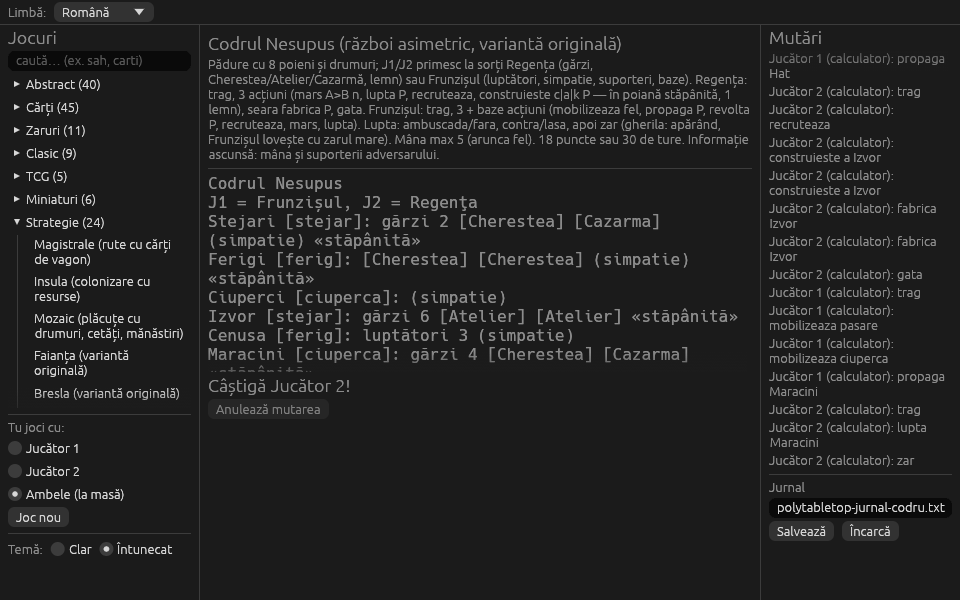 Limbă: Română
Jocuri
caută… (ex. sah, carti)
Abstract (40)
Cărți (45)
Zaruri (11)
Clasic (9)
TCG (5)
Miniaturi (6)
Strategie (24)
Magistrale (rute cu cărți
de vagon)
Insula (colonizare cu
resurse)
Mozaic (plăcuțe cu
drumuri, cetăți, mănăstiri)
Faianța (variantă
originală)
Bresla (variantă originală)
Tu joci cu:
Jucător 1
Jucător 2
Ambele (la masă)
Joc nou
Temă: Clar Întunecat
Codrul Nesupus (război asimetric, variantă originală)
Pădure cu 8 poieni și drumuri; J1/J2 primesc la sorți Regența (gărzi,
Cherestea/Atelier/Cazarmă, lemn) sau Frunzișul (luptători, simpatie, suporteri, baze). Regența:
trag, 3 acțiuni (mars A>B n, lupta P, recruteaza, construieste c|a|k P — în poiană stăpânită, 1
lemn), seara fabrica P, gata. Frunzișul: trag, 3 + baze acțiuni (mobilizeaza fel, propaga P, revolta
P, recruteaza, mars, lupta). Lupta: ambuscada/fara, contra/lasa, apoi zar (gherila: apărând,
Frunzișul lovește cu zarul mare). Mâna max 5 (arunca fel). 18 puncte sau 30 de ture. Informație
ascunsă: mâna și suporterii adversarului.
Codrul Nesupus
J1 = Frunzișul, J2 = Regența
Stejari [stejar]: gărzi 2 [Cherestea] [Cazarma]
(simpatie) «stăpânită»
Ferigi [ferig]: [Cherestea] [Cherestea] (simpatie)
«stăpânită»
Ciuperci [ciuperca]: (simpatie)
Izvor [stejar]: gărzi 6 [Atelier] [Atelier] «stăpânită»
Cenusa [ferig]: luptători 3 (simpatie)
Maracini [ciuperca]: gărzi 4 [Cherestea] [Cazarma]
«stăpânită»
Câștigă Jucător 2!
Anulează mutarea
Mutări
Jucător 1 (calculator): propaga
Hat
Jucător 2 (calculator): trag
Jucător 2 (calculator):
recruteaza
Jucător 2 (calculator):
construieste a Izvor
Jucător 2 (calculator):
construieste a Izvor
Jucător 2 (calculator): fabrica
Izvor
Jucător 2 (calculator): fabrica
Izvor
Jucător 2 (calculator): gata
Jucător 1 (calculator): trag
Jucător 1 (calculator):
mobilizeaza pasare
Jucător 1 (calculator):
mobilizeaza ciuperca
Jucător 1 (calculator): propaga
Maracini
Jucător 2 (calculator): trag
Jucător 2 (calculator): lupta
Maracini
Jucător 2 (calculator): zar
Jurnal
polytabletop-jurnal-codru.txt
Salvează Încarcă